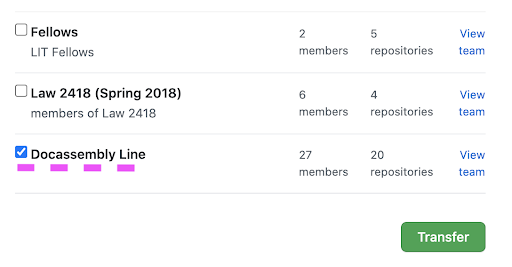 Fellows
2
5
View
LIT Fellows
members
repositories
team
Law 2418 (Spring 2018)
6
4
View
members of Law 2418
members
repositories
team
Docassembly Line
27
20
View
members
repositories
team
Transfer